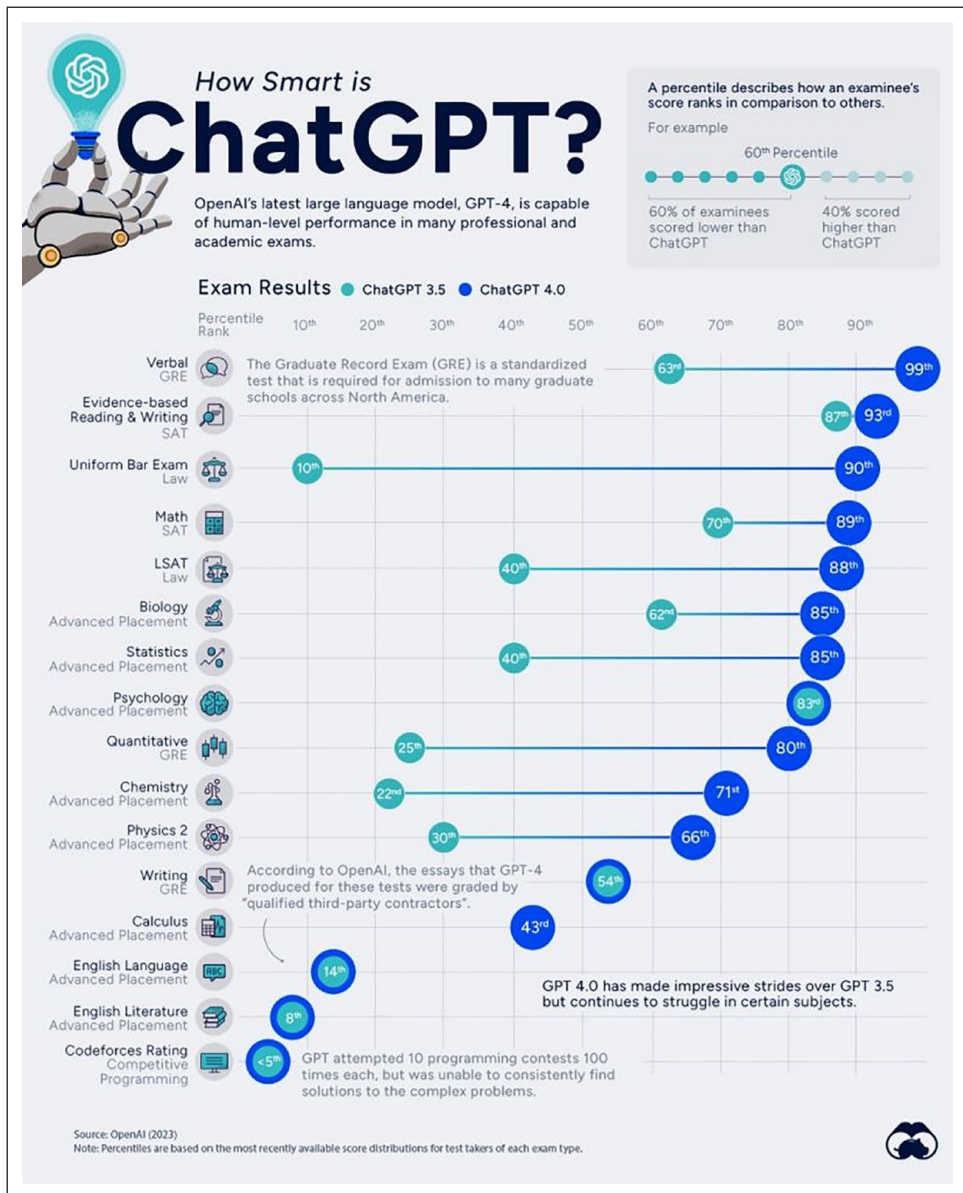 How Smart is
ChatGPT?
OpenAI's latest large language model, GPT-4, is capable
of human-level performance in many professional and
academic exams.
A percentile describes how an examinee's
score ranks in comparison to others.
For example
60th Percentile
60% of examinees
scored lower than
ChatGPT
40% scored
higher than
ChatGPT
Exam Results ChatGPT 3.5 ChatGPT 4.0
Percentile
Rank
10th 20th 30th 40th 50th 60th 70th 80th 90th
Verbal
GRE
The Graduate Record Exam (GRE) is a standardized
test that is required for admission to many graduate
schools across North America.
63rd 99th
Evidence-based
Reading & Writing
SAT
87th 93rd
Uniform Bar Exam
Law
10th 90th
Math
SAT
70th 89th
LSAT
Law
40th 88th
Biology
Advanced Placement
62nd 85th
Statistics
Advanced Placement
40th 85th
Psychology
Advanced Placement
83rd
Quantitative
GRE
25th 80th
Chemistry
Advanced Placement
22nd 71st
Physics 2
Advanced Placement
30th 66th
Writing
GRE
According to OpenAI, the essays that GPT-4
produced for these tests were graded by
"qualified third-party contractors".
54th
Calculus
Advanced Placement
43rd
English Language
Advanced Placement
ABC
14th
GPT 4.0 has made impressive strides over GPT 3.5
but continues to struggle in certain subjects.
English Literature
Advanced Placement
8th
Codeforces Rating
Competitive
Programming
<5th
GPT attempted 10 programming contests 100
times each, but was unable to consistently find
solutions to the complex problems.
Source: OpenAI (2023)
Note: Percentiles are based on the most recently available score distributions for test takers of each exam type.